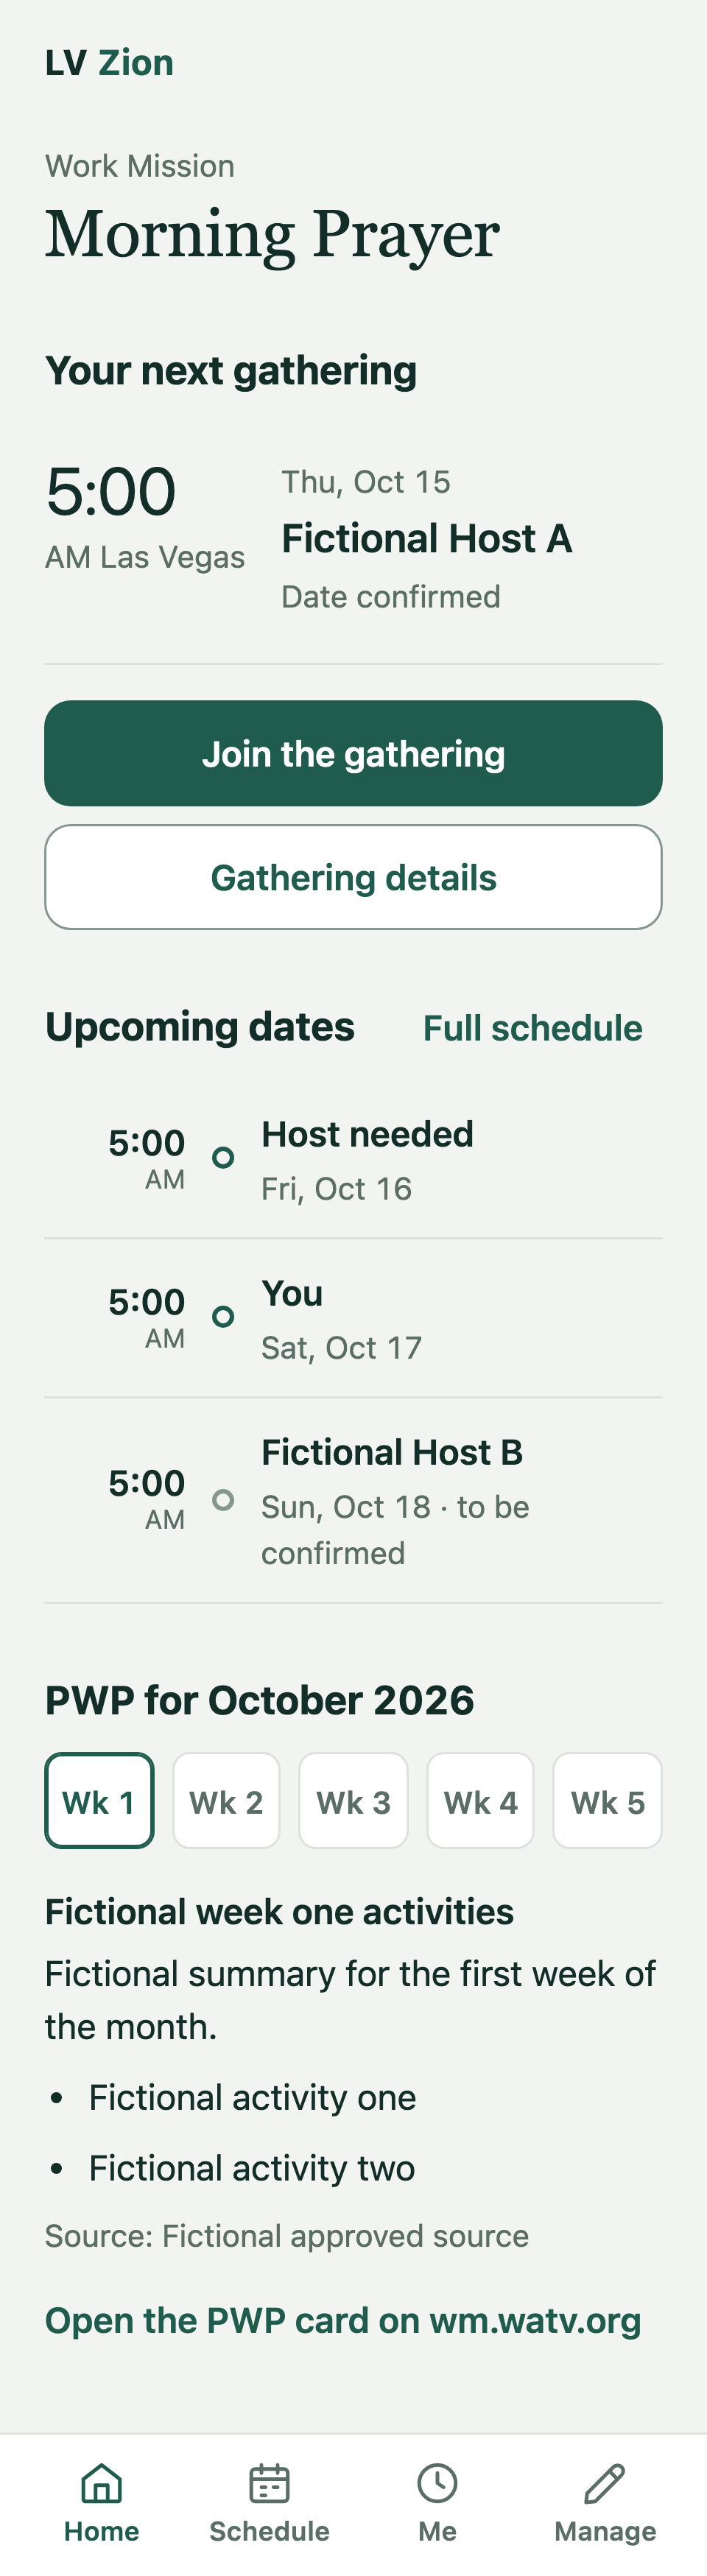 LV Zion
Work Mission
Morning Prayer
Your next gathering
5:00
AM Las Vegas
Thu, Oct 15
Fictional Host A
Date confirmed
Join the gathering
Gathering details
Upcoming dates
Full schedule
5:00
AM
Host needed
Fri, Oct 16
5:00
AM
You
Sat, Oct 17
5:00
AM
Fictional Host B
Sun, Oct 18 · to be
confirmed
PWP for October 2026
Wk 1
Wk 2
Wk 3
Wk 4
Wk 5
Fictional week one activities
Fictional summary for the first week of
the month.
• Fictional activity one
• Fictional activity two
Source: Fictional approved source
Open the PWP card on wm.watv.org
Home
Schedule
Me
Manage